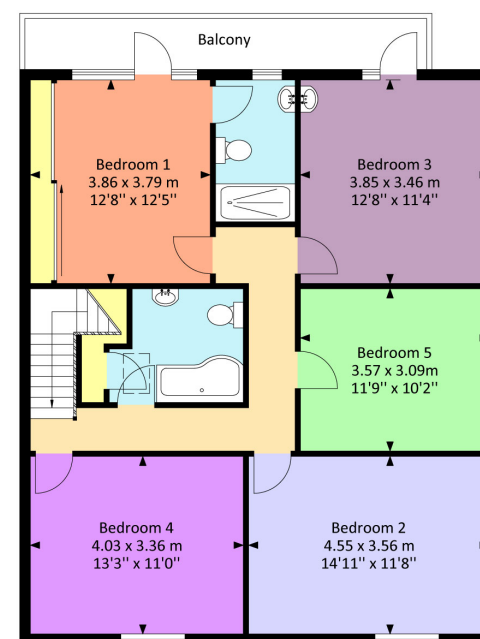 Balcony
Bedroom 1
3.86 x 3.79 m
12'8'' x 12'5''
Bedroom 3
3.85 x 3.46 m
12'8'' x 11'4''
Bedroom 5
3.57 x 3.09m
11'9'' x 10'2''
Bedroom 4
4.03 x 3.36 m
13'3'' x 11'0''
Bedroom 2
4.55 x 3.56 m
14'11'' x 11'8''